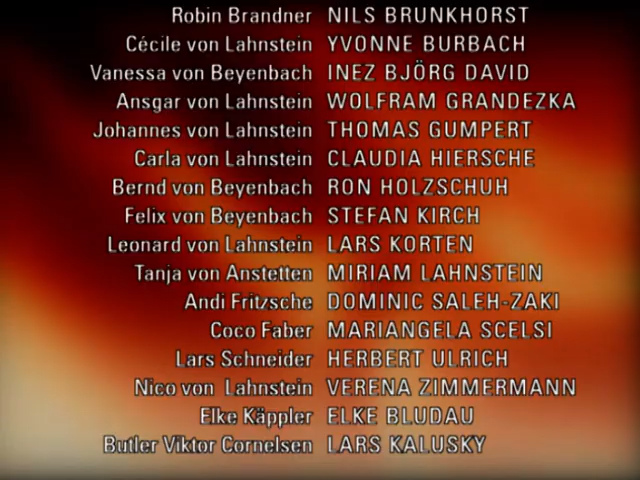 Robin Brandner NILS BRUNKHORST
Cécile von Lahnstein YVONNE BURBACH
Vanessa von Beyenbach INEZ BJÖRG DAVID
Ansgar von Lahnstein WOLFRAM GRANDEZKA
Johannes von Lahnstein THOMAS GUMPERT
Carla von Lahnstein CLAUDIA HIERSCHE
Bernd von Beyenbach RON HOLZSCHUH
Felix von Beyenbach STEFAN KIRCH
Leonard von Lahnstein LARS KORTEN
Tanja von Anstetten MIRIAM LAHNSTEIN
Andi Fritzsche DOMINIC SALEH-ZAKI
Coco Faber MARIANGELA SCELSI
Lars Schneider HERBERT ULRICH
Nico von Lahnstein VERENA ZIMMERMANN
Elke Käppler ELKE BLUDAU
Butler Viktor Cornelsen LARS KALUSKY